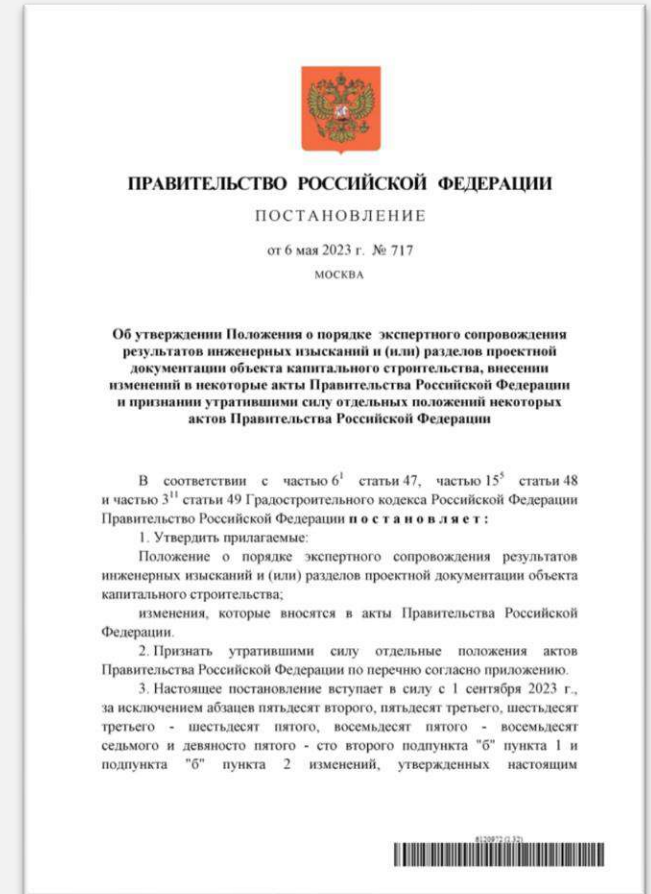 ПРАВИТЕЛЬСТВО РОССИЙСКОЙ ФЕДЕРАЦИИ
ПОСТАНОВЛЕНИЕ
от 6 мая 2023 г. № 717
МОСКВА
Об утверждении Положения о порядке экспертного сопровождения
результатов инженерных изысканий и (или) разделов проектной
документации объекта капитального строительства, внесении
изменений в некоторые акты Правительства Российской Федерации
и признании утратившими силу отдельных положений некоторых
актов Правительства Российской Федерации
В соответствии с частью 6¹ статьи 47, частью 15⁵ статьи 48
и частью 3¹¹ статьи 49 Градостроительного кодекса Российской Федерации
Правительство Российской Федерации п о с т а н о в л я е т :
1. Утвердить прилагаемые:
Положение о порядке экспертного сопровождения результатов
инженерных изысканий и (или) разделов проектной документации объекта
капитального строительства;
изменения, которые вносятся в акты Правительства Российской
Федерации.
2. Признать утратившими силу отдельные положения актов
Правительства Российской Федерации по перечню согласно приложению.
3. Настоящее постановление вступает в силу с 1 сентября 2023 г.,
за исключением абзацев пятьдесят второго, пятьдесят третьего, шестьдесят
третьего - шестьдесят пятого, восемьдесят пятого - восемьдесят
седьмого и девяносто пятого - сто второго подпункта "б" пункта 1 и
подпункта "б" пункта 2 изменений, утвержденных настоящим
6120972 (1.32)